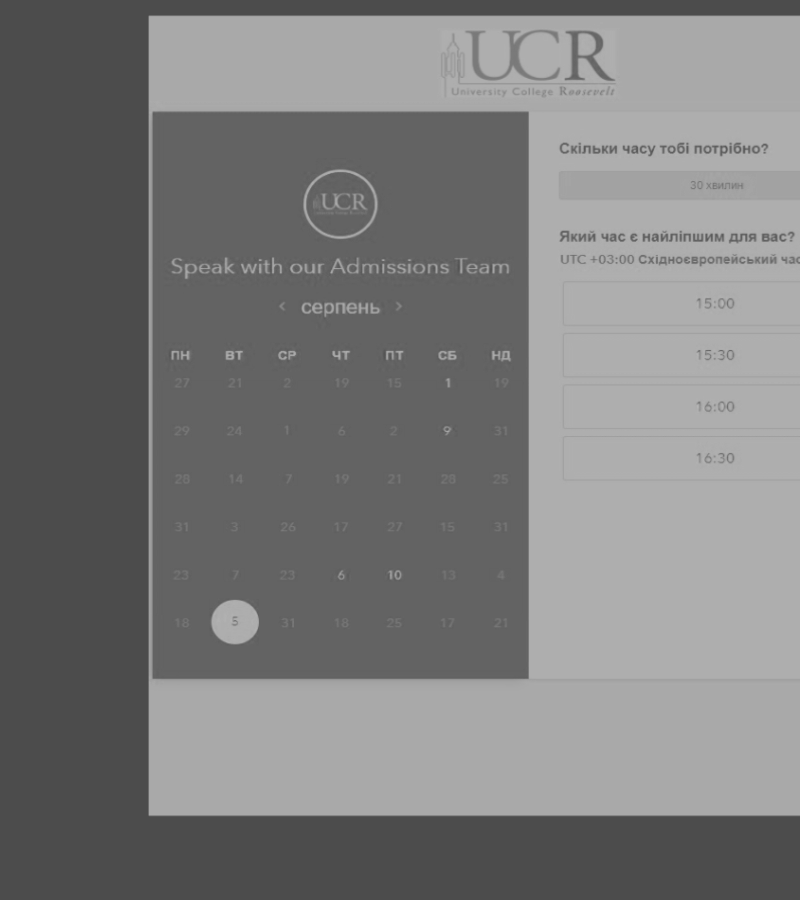 UCR
University College Roosevelt
UCR
Speak with our Admissions Team
‹ серпень ›
ПН ВТ СР ЧТ ПТ СБ НД
27 21 2 19 15 1 19
29 24 1 6 2 9 31
28 14 7 19 21 28 25
31 3 26 17 27 15 31
23 7 23 6 10 13 4
18 5 31 18 25 17 21
Скільки часу тобі потрібно?
30 хвилин
Який час є найліпшим для вас?
UTC +03:00 Східноєвропейський час
15:00
15:30
16:00
16:30